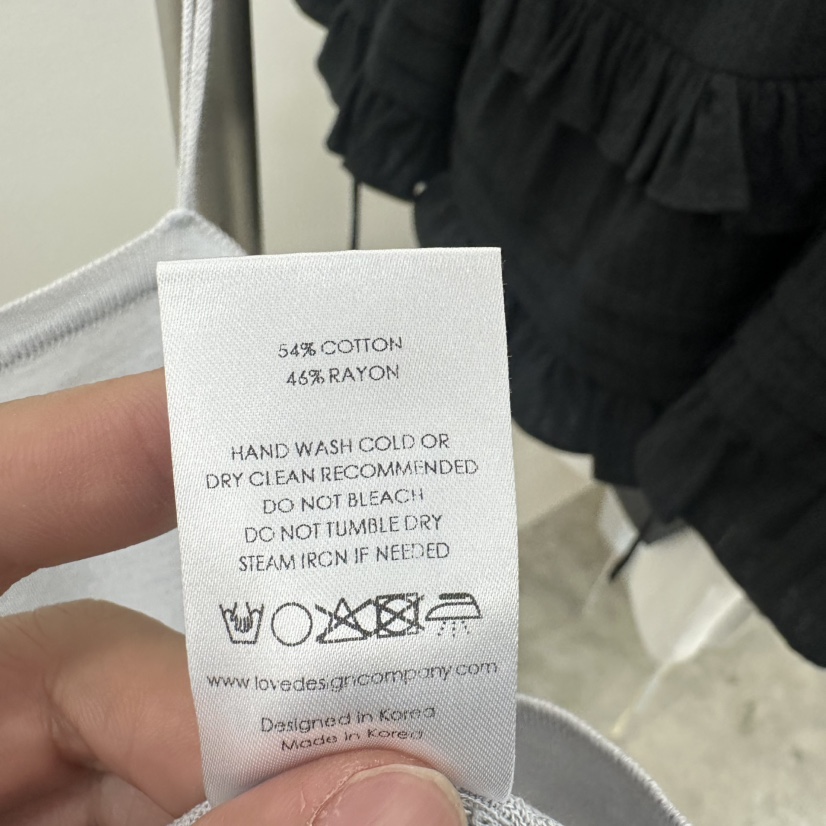 54% COTTON
46% RAYON
HAND WASH COLD OR
DRY CLEAN RECOMMENDED
DO NOT BLEACH
DO NOT TUMBLE DRY
STEAM IRON IF NEEDED
www.lovedesigncompany.com
Designed in Korea
Made in Korea